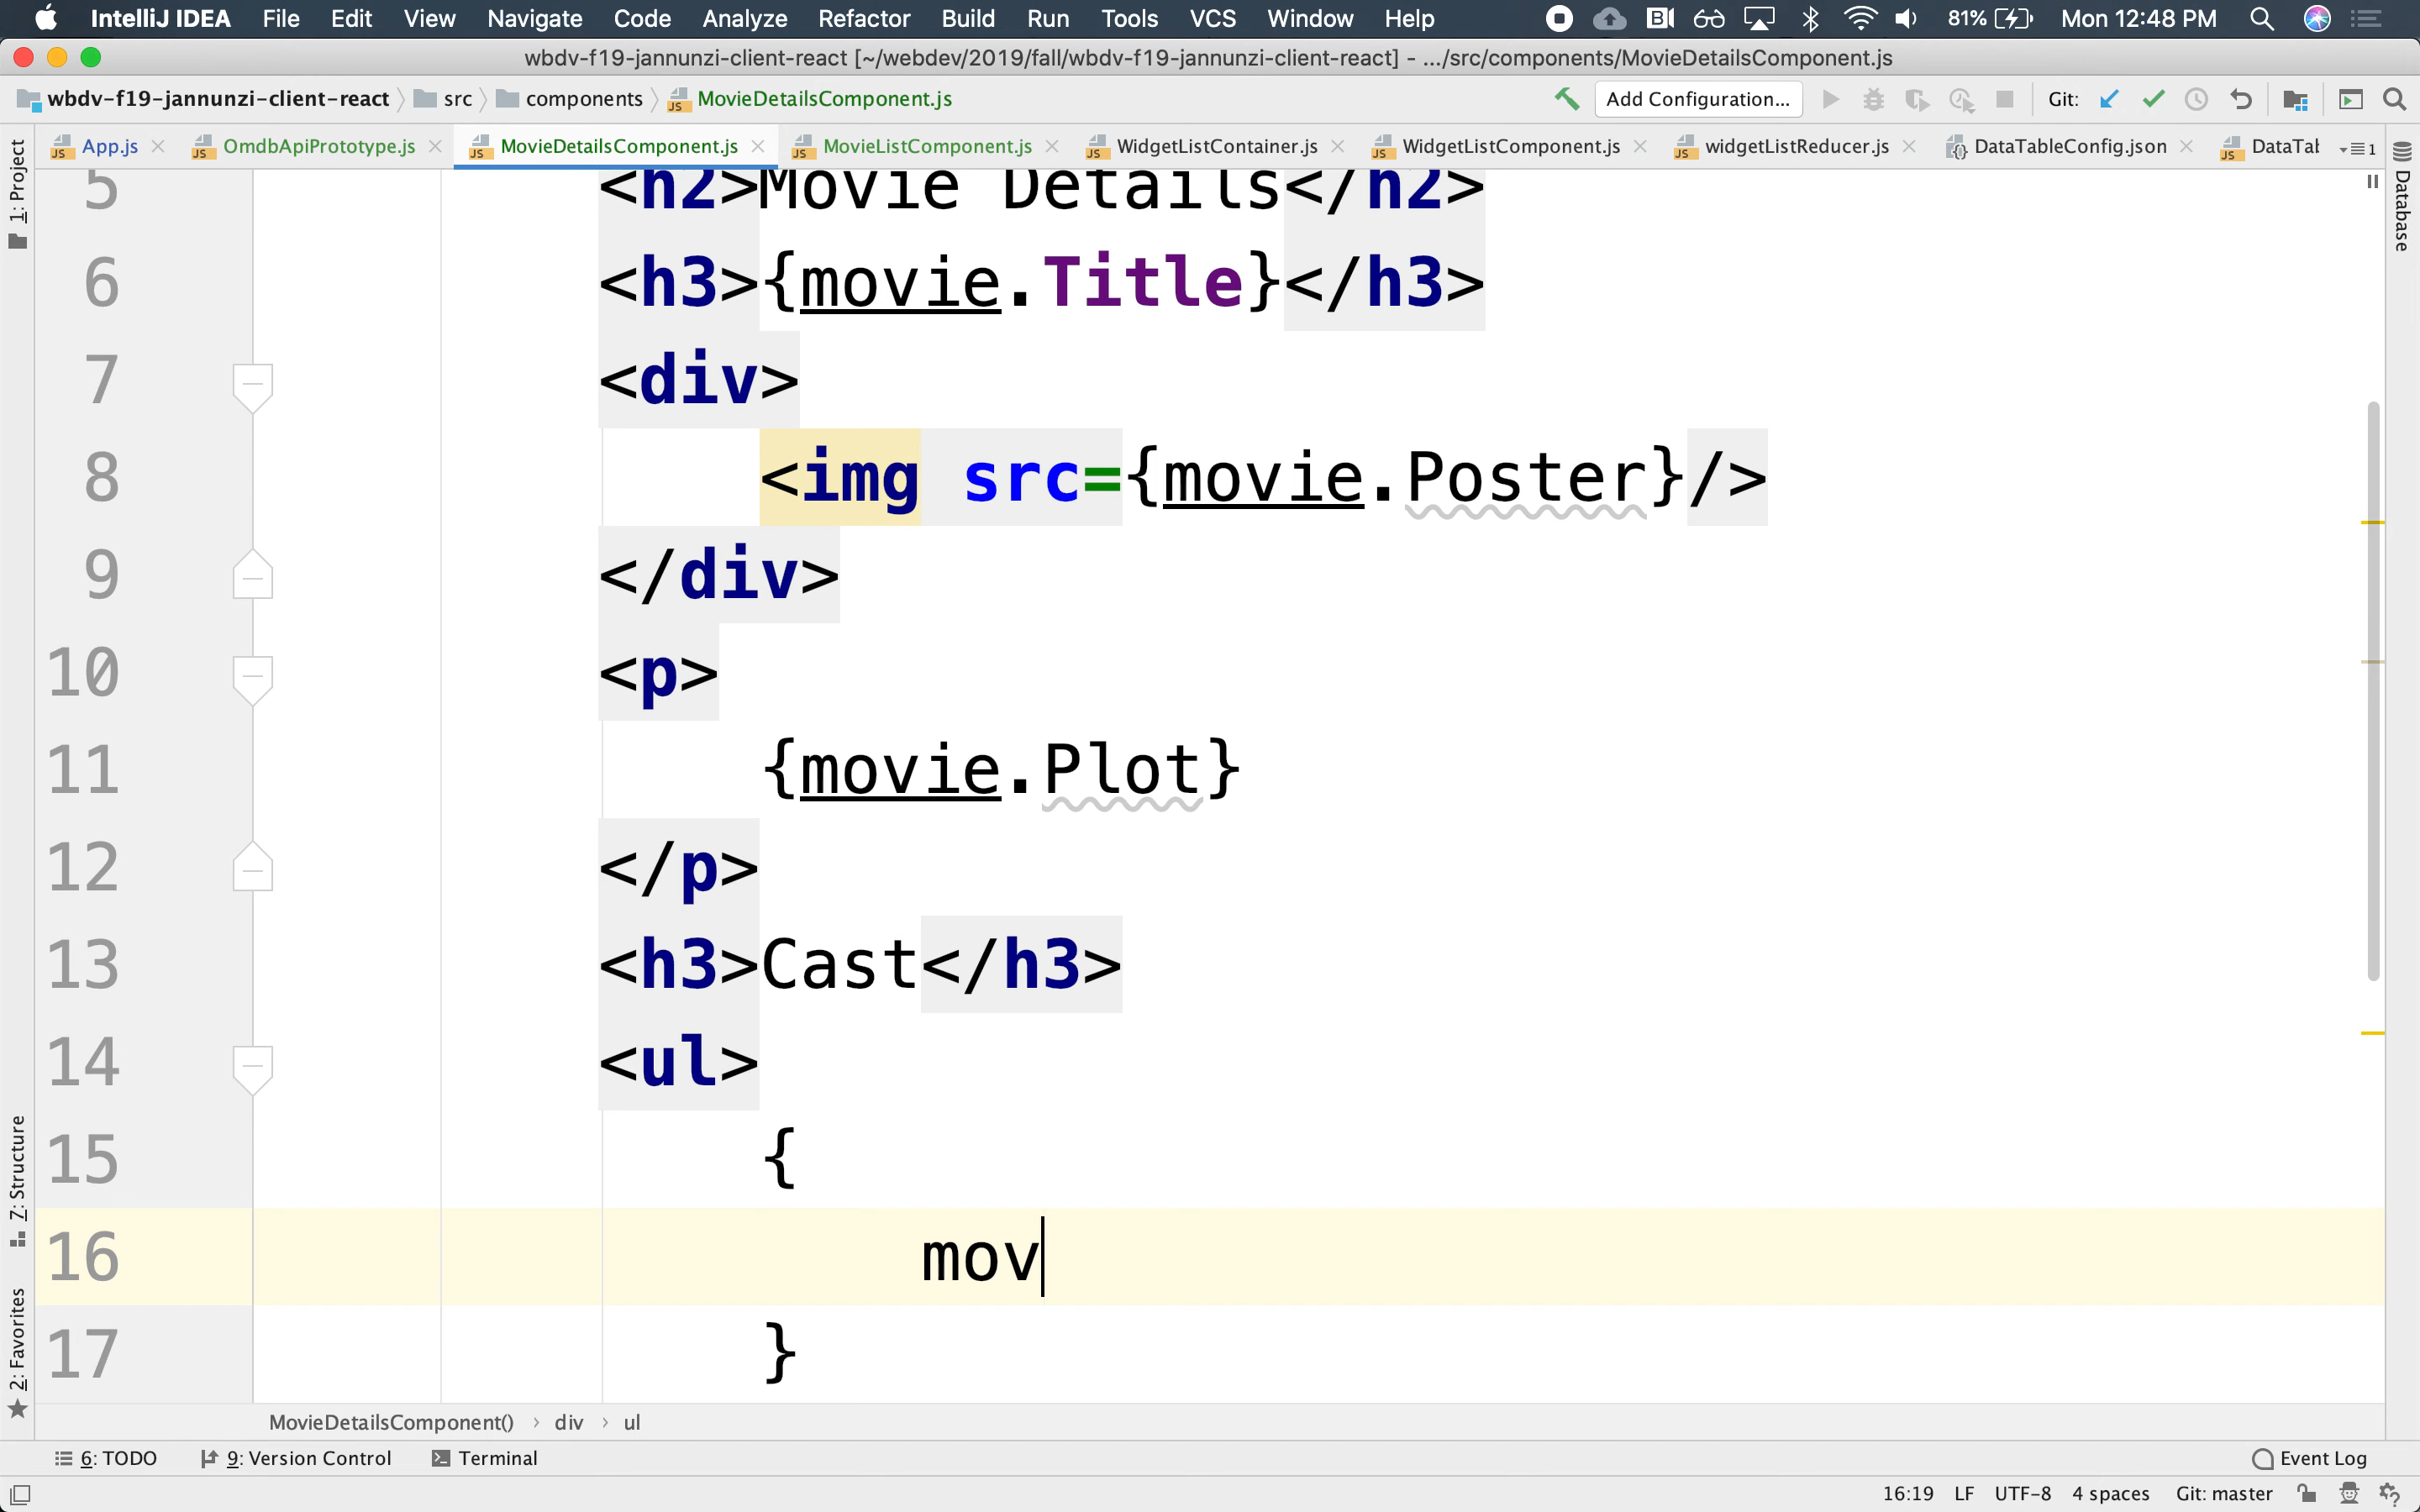 IntelliJ IDEA File Edit View Navigate Code Analyze Refactor Build Run Tools VCS Window Help 81% Mon 12:48 PM
wbdv-f19-jannunzi-client-react [~/webdev/2019/fall/wbdv-f19-jannunzi-client-react] - .../src/components/MovieDetailsComponent.js
wbdv-f19-jannunzi-client-react src components MovieDetailsComponent.js Add Configuration... Git:
App.js OmdbApiPrototype.js MovieDetailsComponent.js MovieListComponent.js WidgetListContainer.js WidgetListComponent.js widgetListReducer.js DataTableConfig.json DataTab 1
1: Project
Database
5 <h2>Movie Details</h2>
6 <h3>{movie.Title}</h3>
7 <div>
8 <img src={movie.Poster}/>
9 </div>
10 <p>
11 {movie.Plot}
12 </p>
13 <h3>Cast</h3>
14 <ul>
15 {
16 mov
17 }
7: Structure
2: Favorites
MovieDetailsComponent() › div › ul
6: TODO 9: Version Control Terminal Event Log
16:19 LF UTF-8 4 spaces Git: master